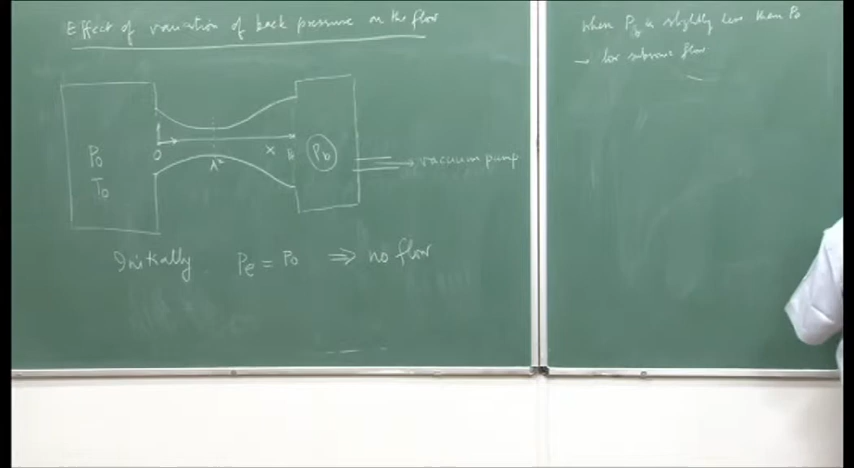 Effect of variation of back pressure on the flow
P0
T0
0
A*
x
Pb
→ vacuum pump
Initially Pe = P0 ⇒ no flow
When Pb is slightly less than P0
→ low subsonic flow